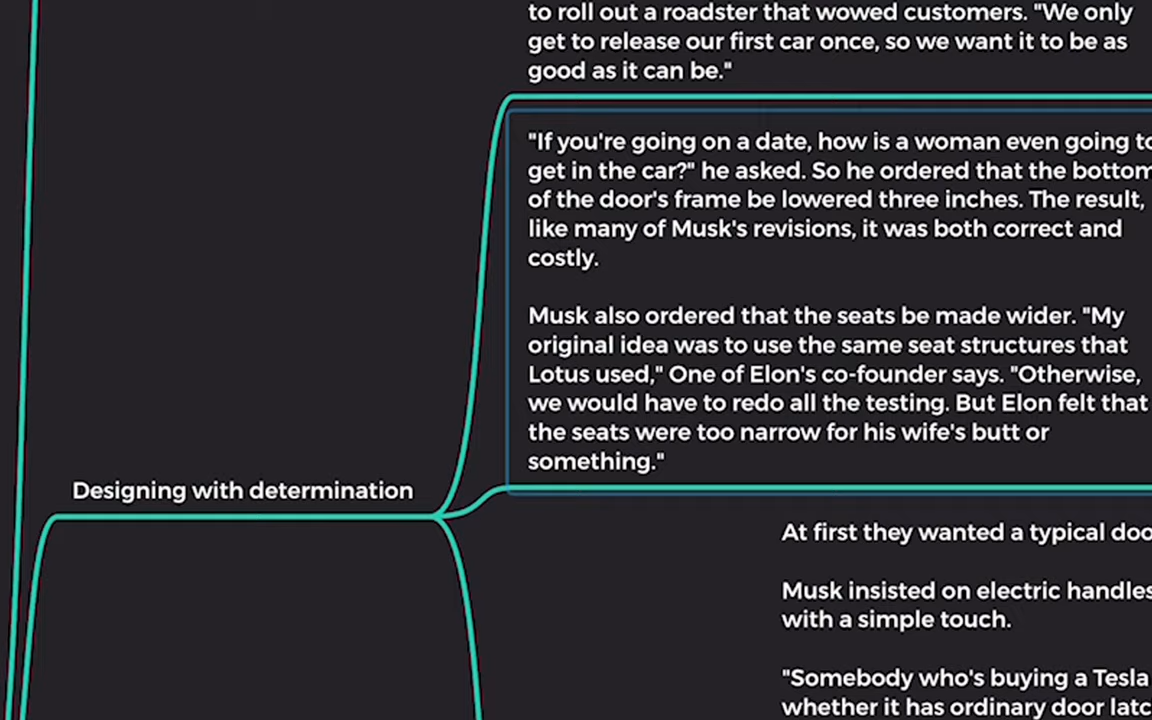 to roll out a roadster that wowed customers. "We only
get to release our first car once, so we want it to be as
good as it can be."
"If you're going on a date, how is a woman even going to
get in the car?" he asked. So he ordered that the bottom
of the door's frame be lowered three inches. The result,
like many of Musk's revisions, it was both correct and
costly.
Musk also ordered that the seats be made wider. "My
original idea was to use the same seat structures that
Lotus used," One of Elon's co-founder says. "Otherwise,
we would have to redo all the testing. But Elon felt that
the seats were too narrow for his wife's butt or
something."
Designing with determination
At first they wanted a typical doo
Musk insisted on electric handles
with a simple touch.
"Somebody who's buying a Tesla
whether it has ordinary door latc